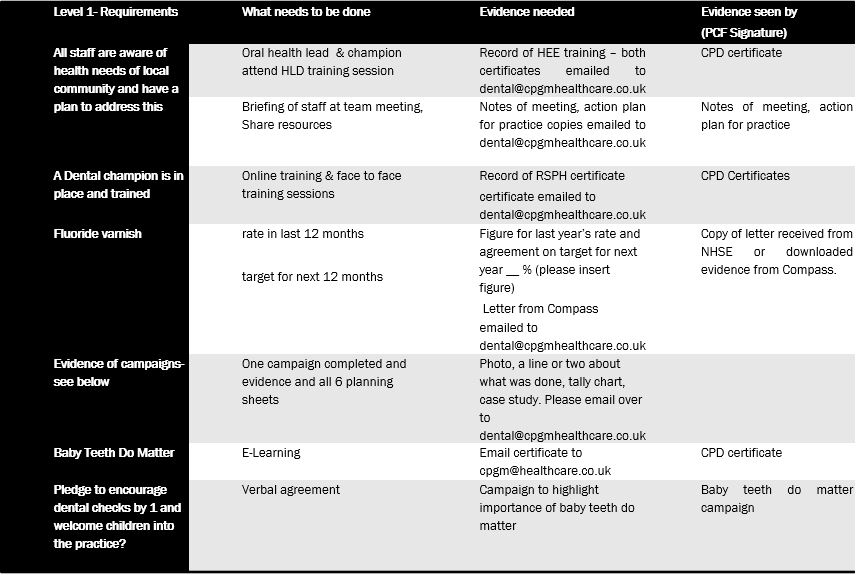 Level 1- Requirements
What needs to be done
Evidence needed
Evidence seen by
(PCF Signature)
All staff are aware of
health needs of local
community and have a
plan to address this
Oral health lead & champion
attend HLD training session
Record of HEE training – both
certificates emailed to
dental@cpgmhealthcare.co.uk
CPD certificate
Briefing of staff at team meeting,
Share resources
Notes of meeting, action plan
for practice copies emailed to
dental@cpgmhealthcare.co.uk
Notes of meeting, action
plan for practice
A Dental champion is in
place and trained
Online training & face to face
training sessions
Record of RSPH certificate
certificate emailed to
dental@cpgmhealthcare.co.uk
CPD Certificates
Fluoride varnish
rate in last 12 months
target for next 12 months
Figure for last year's rate and
agreement on target for next
year __ % (please insert
figure)
Letter from Compass
emailed to
dental@cpgmhealthcare.co.uk
Copy of letter received from
NHSE or downloaded
evidence from Compass.
Evidence of campaigns-
see below
One campaign completed and
evidence and all 6 planning
sheets
Photo, a line or two about
what was done, tally chart,
case study. Please email over
to
dental@cpgmhealthcare.co.uk
Baby Teeth Do Matter
E-Learning
Email certificate to
cpgm@healthcare.co.uk
CPD certificate
Pledge to encourage
dental checks by 1 and
welcome children into
the practice?
Verbal agreement
Campaign to highlight
importance of baby teeth do
matter
Baby teeth do matter
campaign